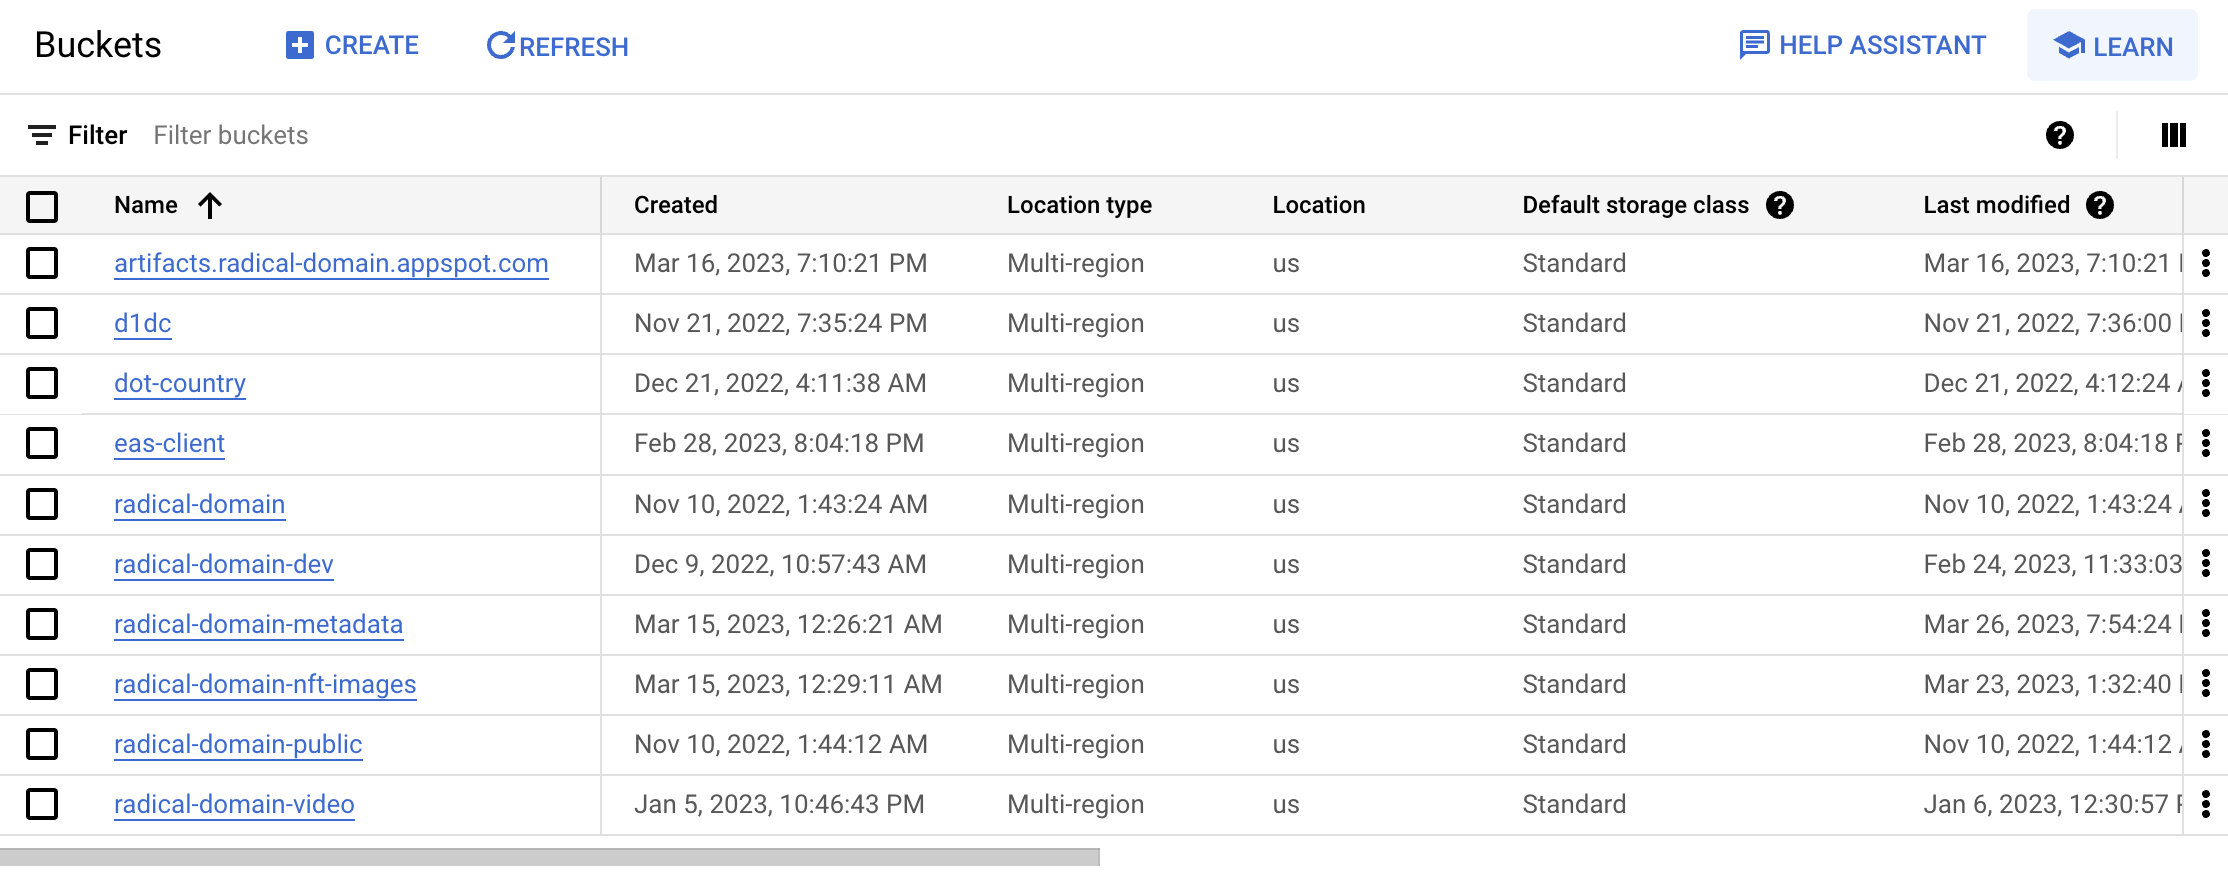 Buckets CREATE REFRESH HELP ASSISTANT LEARN
Filter Filter buckets
Name Created Location type Location Default storage class Last modified
artifacts.radical-domain.appspot.com Mar 16, 2023, 7:10:21 PM Multi-region us Standard Mar 16, 2023, 7:10:21
d1dc Nov 21, 2022, 7:35:24 PM Multi-region us Standard Nov 21, 2022, 7:36:00
dot-country Dec 21, 2022, 4:11:38 AM Multi-region us Standard Dec 21, 2022, 4:12:24
eas-client Feb 28, 2023, 8:04:18 PM Multi-region us Standard Feb 28, 2023, 8:04:18
radical-domain Nov 10, 2022, 1:43:24 AM Multi-region us Standard Nov 10, 2022, 1:43:24
radical-domain-dev Dec 9, 2022, 10:57:43 AM Multi-region us Standard Feb 24, 2023, 11:33:03
radical-domain-metadata Mar 15, 2023, 12:26:21 AM Multi-region us Standard Mar 26, 2023, 7:54:24
radical-domain-nft-images Mar 15, 2023, 12:29:11 AM Multi-region us Standard Mar 23, 2023, 1:32:40
radical-domain-public Nov 10, 2022, 1:44:12 AM Multi-region us Standard Nov 10, 2022, 1:44:12
radical-domain-video Jan 5, 2023, 10:46:43 PM Multi-region us Standard Jan 6, 2023, 12:30:57